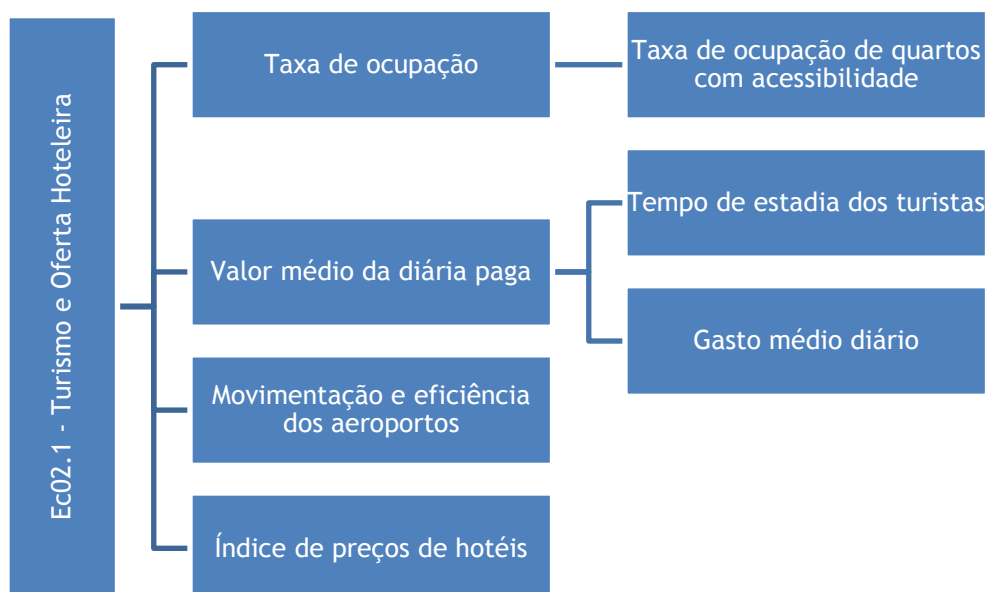 Ec02.1 - Turismo e Oferta Hoteleira
Taxa de ocupação
Taxa de ocupação de quartos
com acessibilidade
Valor médio da diária paga
Tempo de estadia dos turistas
Gasto médio diário
Movimentação e eficiência
dos aeroportos
Índice de preços de hotéis